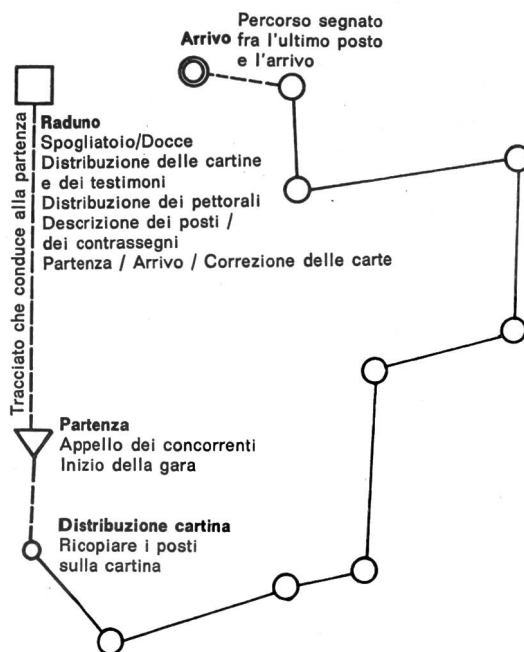 Percorso segnato
Arrivo fra l'ultimo posto
e l'arrivo
Tracciato che conduce alla partenza
Raduno
Spogliatoio/Docce
Distribuzione delle cartine
e dei testimoni
Distribuzione dei pettorali
Descrizione dei posti /
dei contrassegni
Partenza / Arrivo / Correzione delle carte
Partenza
Appello dei concorrenti
Inizio della gara
Distribuzione cartina
Ricopiare i posti
sulla cartina